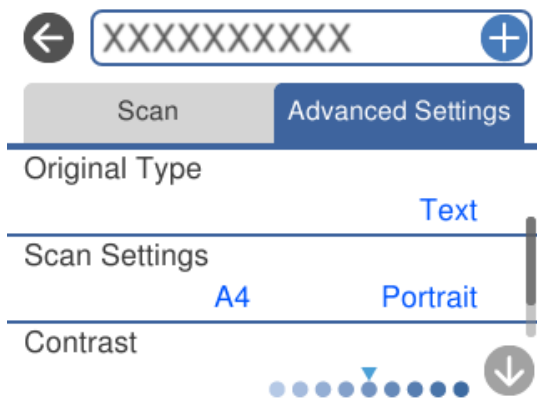 XXXXXXXXXX
Scan
Advanced Settings
Original Type
Text
Scan Settings
A4 Portrait
Contrast